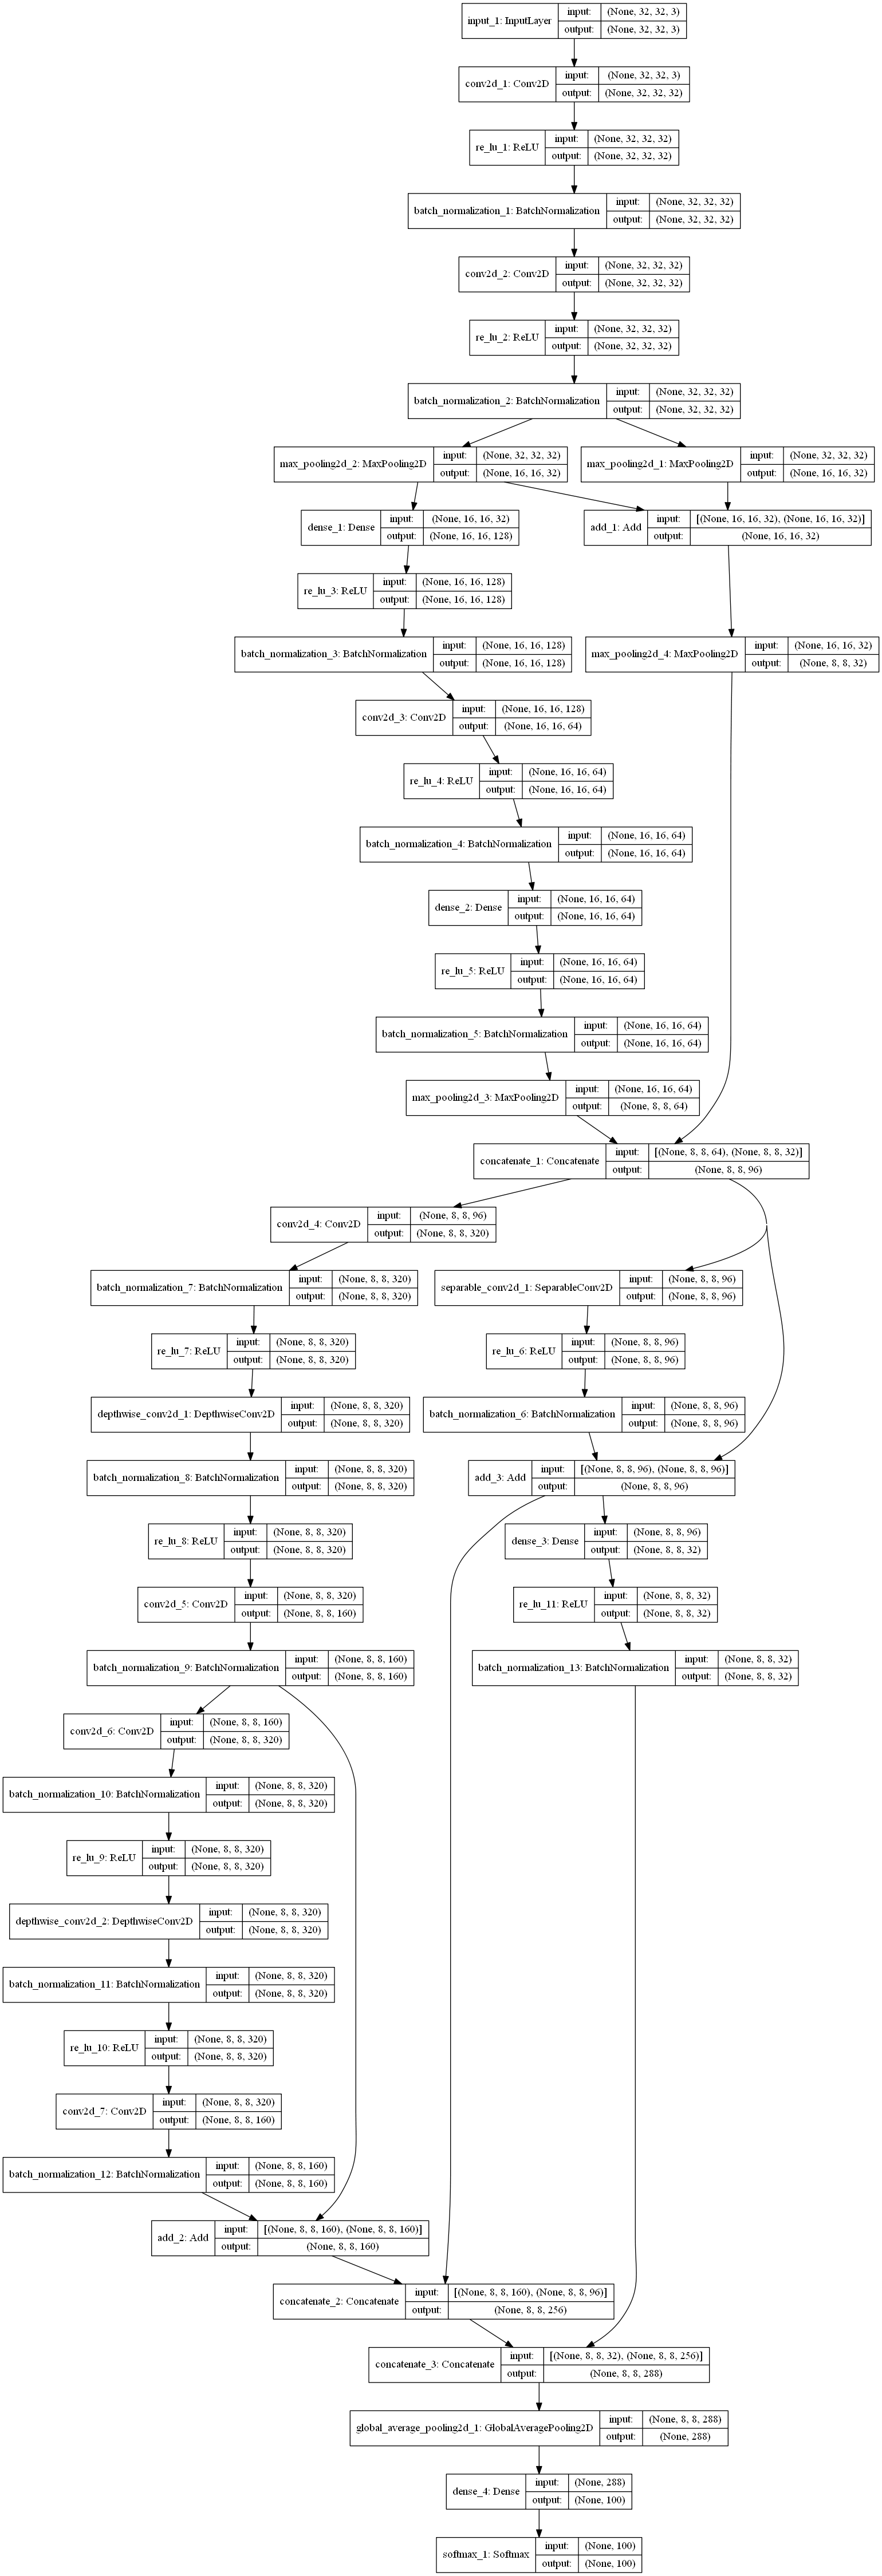 input_1: InputLayer
input: (None, 32, 32, 3)
output: (None, 32, 32, 3)
conv2d_1: Conv2D
input: (None, 32, 32, 3)
output: (None, 32, 32, 32)
re_lu_1: ReLU
input: (None, 32, 32, 32)
output: (None, 32, 32, 32)
batch_normalization_1: BatchNormalization
input: (None, 32, 32, 32)
output: (None, 32, 32, 32)
conv2d_2: Conv2D
input: (None, 32, 32, 32)
output: (None, 32, 32, 32)
re_lu_2: ReLU
input: (None, 32, 32, 32)
output: (None, 32, 32, 32)
batch_normalization_2: BatchNormalization
input: (None, 32, 32, 32)
output: (None, 32, 32, 32)
max_pooling2d_2: MaxPooling2D
input: (None, 32, 32, 32)
output: (None, 16, 16, 32)
max_pooling2d_1: MaxPooling2D
input: (None, 32, 32, 32)
output: (None, 16, 16, 32)
dense_1: Dense
input: (None, 16, 16, 32)
output: (None, 16, 16, 128)
add_1: Add
input: [(None, 16, 16, 32), (None, 16, 16, 32)]
output: (None, 16, 16, 32)
re_lu_3: ReLU
input: (None, 16, 16, 128)
output: (None, 16, 16, 128)
batch_normalization_3: BatchNormalization
input: (None, 16, 16, 128)
output: (None, 16, 16, 128)
max_pooling2d_4: MaxPooling2D
input: (None, 16, 16, 32)
output: (None, 8, 8, 32)
conv2d_3: Conv2D
input: (None, 16, 16, 128)
output: (None, 16, 16, 64)
re_lu_4: ReLU
input: (None, 16, 16, 64)
output: (None, 16, 16, 64)
batch_normalization_4: BatchNormalization
input: (None, 16, 16, 64)
output: (None, 16, 16, 64)
dense_2: Dense
input: (None, 16, 16, 64)
output: (None, 16, 16, 64)
re_lu_5: ReLU
input: (None, 16, 16, 64)
output: (None, 16, 16, 64)
batch_normalization_5: BatchNormalization
input: (None, 16, 16, 64)
output: (None, 16, 16, 64)
max_pooling2d_3: MaxPooling2D
input: (None, 16, 16, 64)
output: (None, 8, 8, 64)
concatenate_1: Concatenate
input: [(None, 8, 8, 64), (None, 8, 8, 32)]
output: (None, 8, 8, 96)
conv2d_4: Conv2D
input: (None, 8, 8, 96)
output: (None, 8, 8, 320)
batch_normalization_7: BatchNormalization
input: (None, 8, 8, 320)
output: (None, 8, 8, 320)
separable_conv2d_1: SeparableConv2D
input: (None, 8, 8, 96)
output: (None, 8, 8, 96)
re_lu_7: ReLU
input: (None, 8, 8, 320)
output: (None, 8, 8, 320)
re_lu_6: ReLU
input: (None, 8, 8, 96)
output: (None, 8, 8, 96)
depthwise_conv2d_1: DepthwiseConv2D
input: (None, 8, 8, 320)
output: (None, 8, 8, 320)
batch_normalization_6: BatchNormalization
input: (None, 8, 8, 96)
output: (None, 8, 8, 96)
batch_normalization_8: BatchNormalization
input: (None, 8, 8, 320)
output: (None, 8, 8, 320)
add_3: Add
input: [(None, 8, 8, 96), (None, 8, 8, 96)]
output: (None, 8, 8, 96)
re_lu_8: ReLU
input: (None, 8, 8, 320)
output: (None, 8, 8, 320)
dense_3: Dense
input: (None, 8, 8, 96)
output: (None, 8, 8, 32)
conv2d_5: Conv2D
input: (None, 8, 8, 320)
output: (None, 8, 8, 160)
re_lu_11: ReLU
input: (None, 8, 8, 32)
output: (None, 8, 8, 32)
batch_normalization_9: BatchNormalization
input: (None, 8, 8, 160)
output: (None, 8, 8, 160)
batch_normalization_13: BatchNormalization
input: (None, 8, 8, 32)
output: (None, 8, 8, 32)
conv2d_6: Conv2D
input: (None, 8, 8, 160)
output: (None, 8, 8, 320)
batch_normalization_10: BatchNormalization
input: (None, 8, 8, 320)
output: (None, 8, 8, 320)
re_lu_9: ReLU
input: (None, 8, 8, 320)
output: (None, 8, 8, 320)
depthwise_conv2d_2: DepthwiseConv2D
input: (None, 8, 8, 320)
output: (None, 8, 8, 320)
batch_normalization_11: BatchNormalization
input: (None, 8, 8, 320)
output: (None, 8, 8, 320)
re_lu_10: ReLU
input: (None, 8, 8, 320)
output: (None, 8, 8, 320)
conv2d_7: Conv2D
input: (None, 8, 8, 320)
output: (None, 8, 8, 160)
batch_normalization_12: BatchNormalization
input: (None, 8, 8, 160)
output: (None, 8, 8, 160)
add_2: Add
input: [(None, 8, 8, 160), (None, 8, 8, 160)]
output: (None, 8, 8, 160)
concatenate_2: Concatenate
input: [(None, 8, 8, 160), (None, 8, 8, 96)]
output: (None, 8, 8, 256)
concatenate_3: Concatenate
input: [(None, 8, 8, 32), (None, 8, 8, 256)]
output: (None, 8, 8, 288)
global_average_pooling2d_1: GlobalAveragePooling2D
input: (None, 8, 8, 288)
output: (None, 288)
dense_4: Dense
input: (None, 288)
output: (None, 100)
softmax_1: Softmax
input: (None, 100)
output: (None, 100)